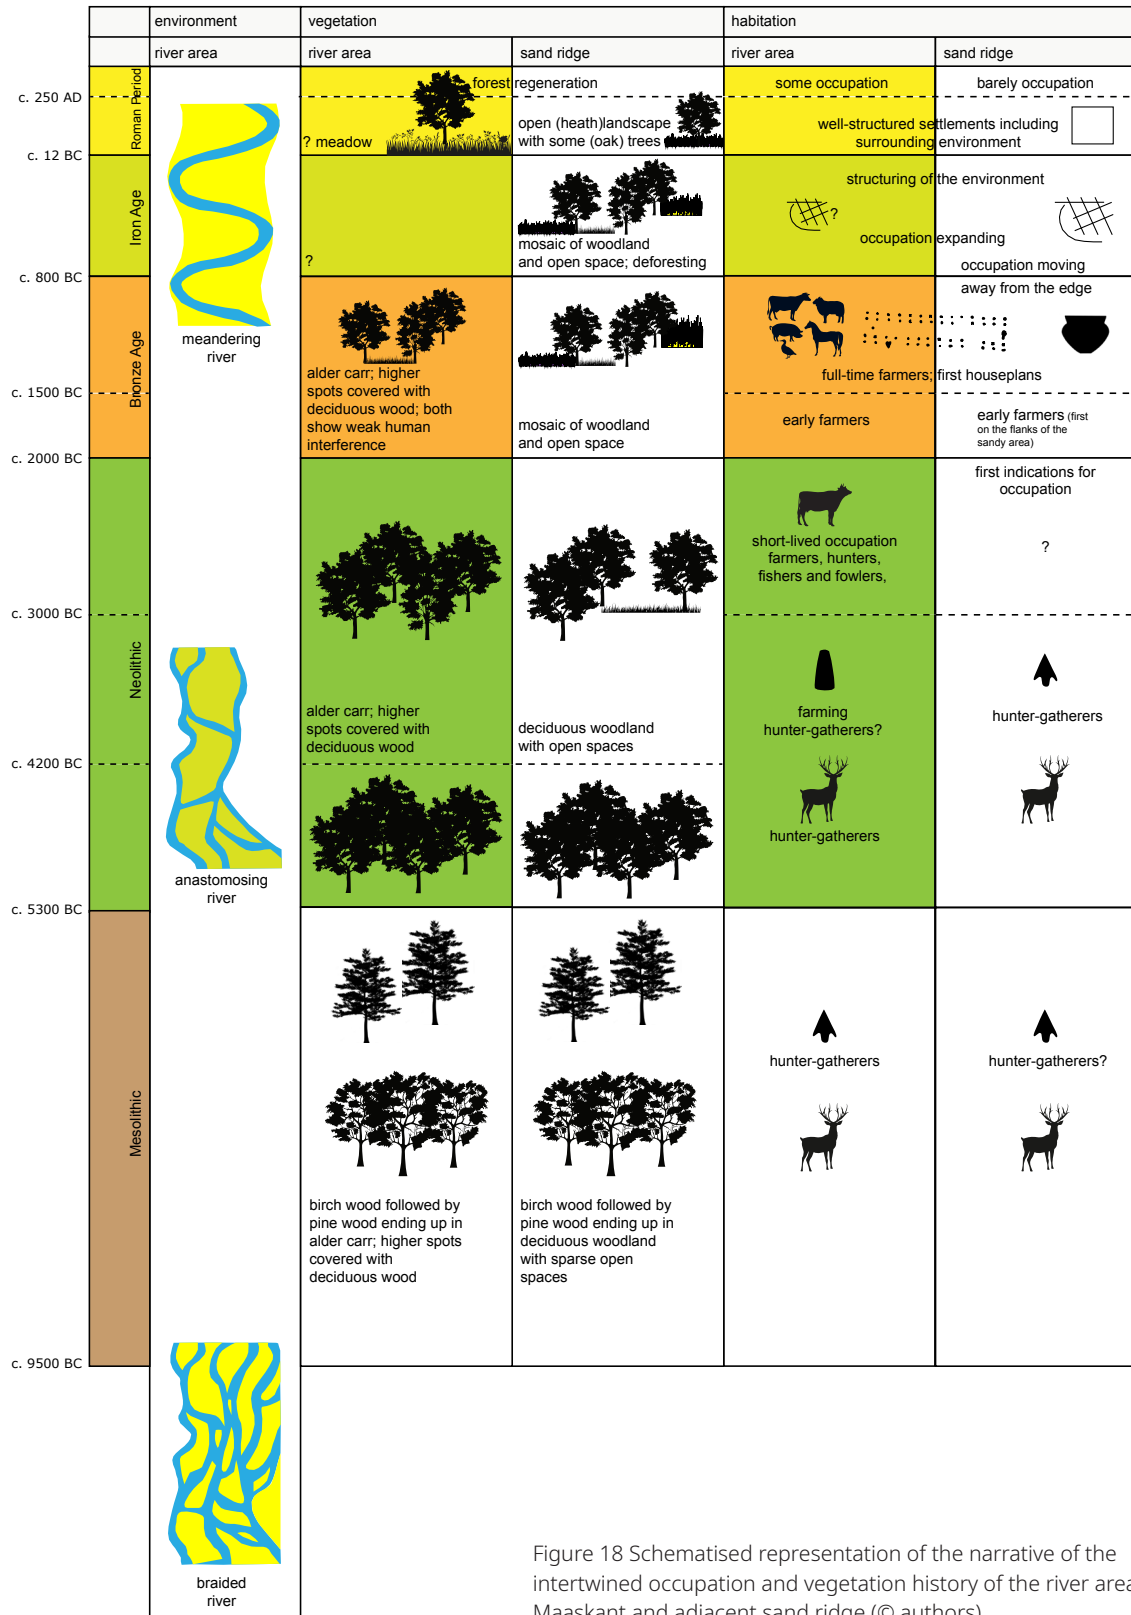 environment
vegetation
habitation
river area
river area
sand ridge
river area
sand ridge
Roman Period
c. 250 AD
forest regeneration
some occupation
barely occupation
? meadow
open (heath)landscape
with some (oak) trees
well-structured settlements including
surrounding environment
c. 12 BC
Iron Age
structuring of the environment
?
occupation expanding
mosaic of woodland
and open space; deforesting
?
occupation moving
away from the edge
c. 800 BC
meandering
river
Bronze Age
alder carr; higher
spots covered with
deciduous wood; both
show weak human
interference
mosaic of woodland
and open space
full-time farmers; first houseplans
c. 1500 BC
early farmers
early farmers (first
on the flanks of the
sandy area)
c. 2000 BC
first indications for
occupation
short-lived occupation
farmers, hunters,
fishers and fowlers,
?
c. 3000 BC
Neolithic
alder carr; higher
spots covered with
deciduous wood
deciduous woodland
with open spaces
farming
hunter-gatherers?
hunter-gatherers
c. 4200 BC
hunter-gatherers
anastomosing
river
c. 5300 BC
Mesolithic
hunter-gatherers
hunter-gatherers?
birch wood followed by
pine wood ending up in
alder carr; higher spots
covered with
deciduous wood
birch wood followed by
pine wood ending up in
deciduous woodland
with sparse open
spaces
c. 9500 BC
braided
river
Figure 18 Schematised representation of the narrative of the
intertwined occupation and vegetation history of the river area
Maaskant and adjacent sand ridge (© authors)